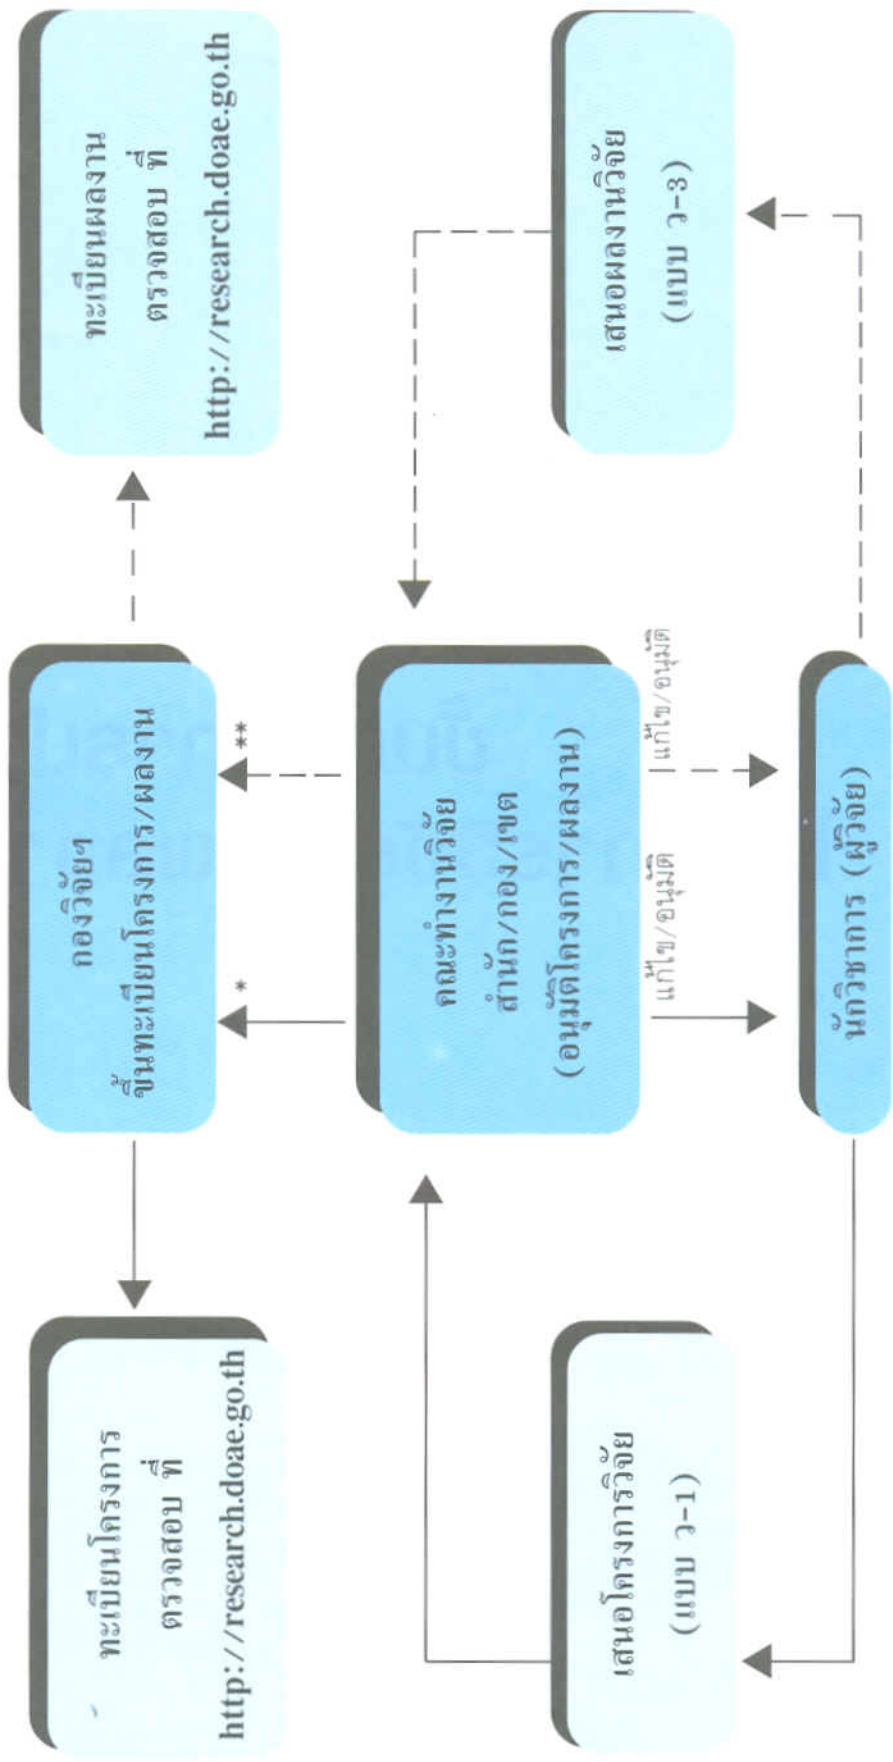 ทะเบียนโครงการ
ตรวจสอบ ที่
http://research.doae.go.th
กองวิจัยฯ
ขึ้นทะเบียนโครงการ/ผลงาน
ทะเบียนผลงาน
ตรวจสอบ ที่
http://research.doae.go.th
*
**
คณะทำงานวิจัย
สำนัก/กอง/เขต
(อนุมัติโครงการ/ผลงาน)
เสนอโครงการวิจัย
(แบบ ว-1)
แก้ไข/อนุมัติ
แก้ไข/อนุมัติ
เสนอผลงานวิจัย
(แบบ ว-3)
นักวิชาการ (ผู้วิจัย)